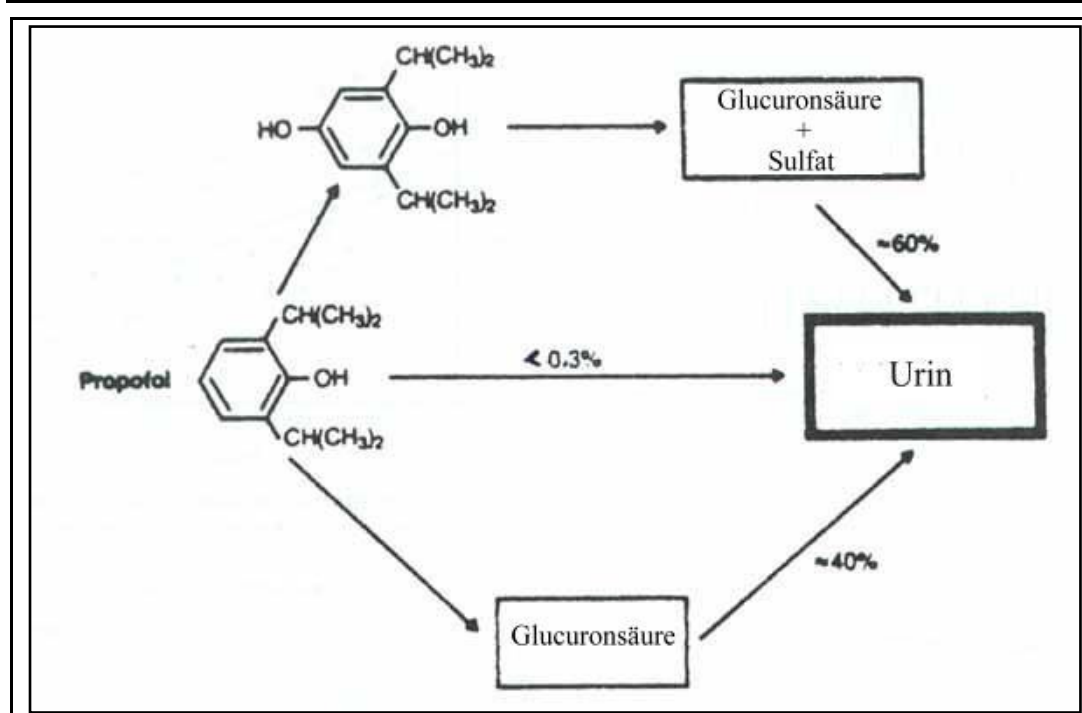 CH(CH₃)₂
HO
OH
CH(CH₃)₂
Glucuronsäure
+
Sulfat
≈60%
CH(CH₃)₂
Propofol
OH
< 0.3%
Urin
CH(CH₃)₂
≈40%
Glucuronsäure